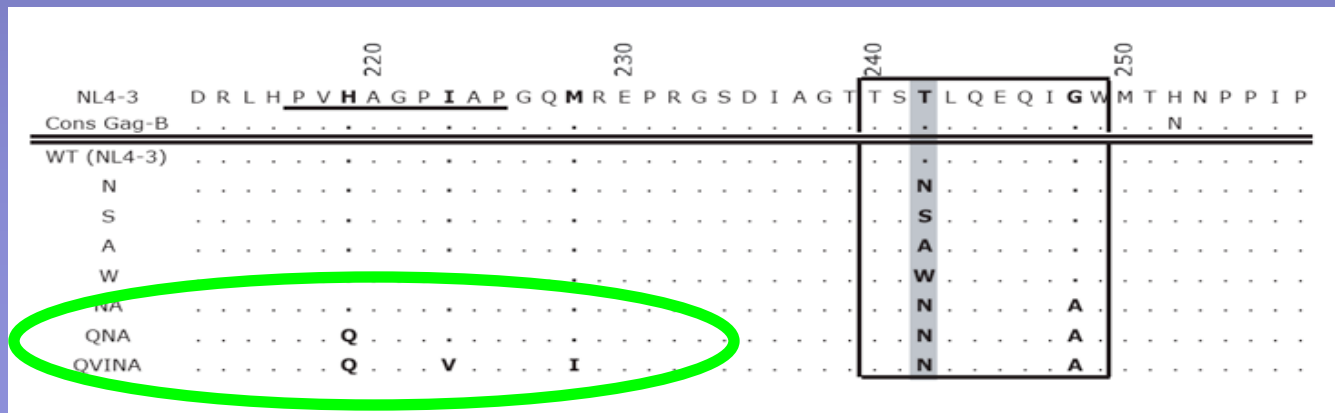 220 230 240 250
NL4-3 D R L H P V H A G P I A P G Q M R E P R G S D I A G T T S T L Q E Q I G W M T H N P P I P
Cons Gag-B . . . . . . . . . . . . . . . . . . . . . . . . . . . . . . . . . . . . . . . N . . . . .
WT (NL4-3) . . . . . . . . . . . . . . . . . . . . . . . . . . . . . . . . . . . . . . . . . . . . .
N . . . . . . . . . . . . . . . . . . . . . . . . . . . . . N . . . . . . . . . . . . . . .
S . . . . . . . . . . . . . . . . . . . . . . . . . . . . . S . . . . . . . . . . . . . . .
A . . . . . . . . . . . . . . . . . . . . . . . . . . . . . A . . . . . . . . . . . . . . .
W . . . . . . . . . . . . . . W . . . . . . . . . . . . . . .
NA . . . . . . . . . . . . . . . . . . . . . . . . . . . . . N . . . . . A . . . . . . . . .
QNA . . . . . . Q . . . . . . . . . . . . . . . . . . . . . . N . . . . . A . . . . . . . . .
QVINA . . . . . . Q . . . V . . . . I . . . . . . . . . . . . . N . . . . . A . . . . . . . . .